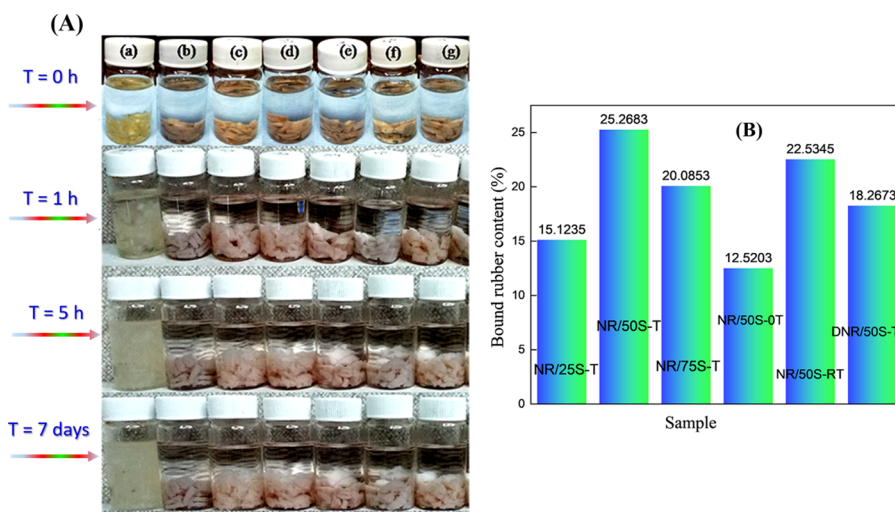 (A)
(a) (b) (c) (d) (e) (f) (g)
T = 0 h
T = 1 h
T = 5 h
T = 7 days
(B)
Bound rubber content (%)
25
20
15
10
5
0
15.1235
25.2683
20.0853
12.5203
22.5345
18.2673
NR/25S-T
NR/50S-T
NR/75S-T
NR/50S-0T
NR/50S-RT
DNR/50S-T
Sample